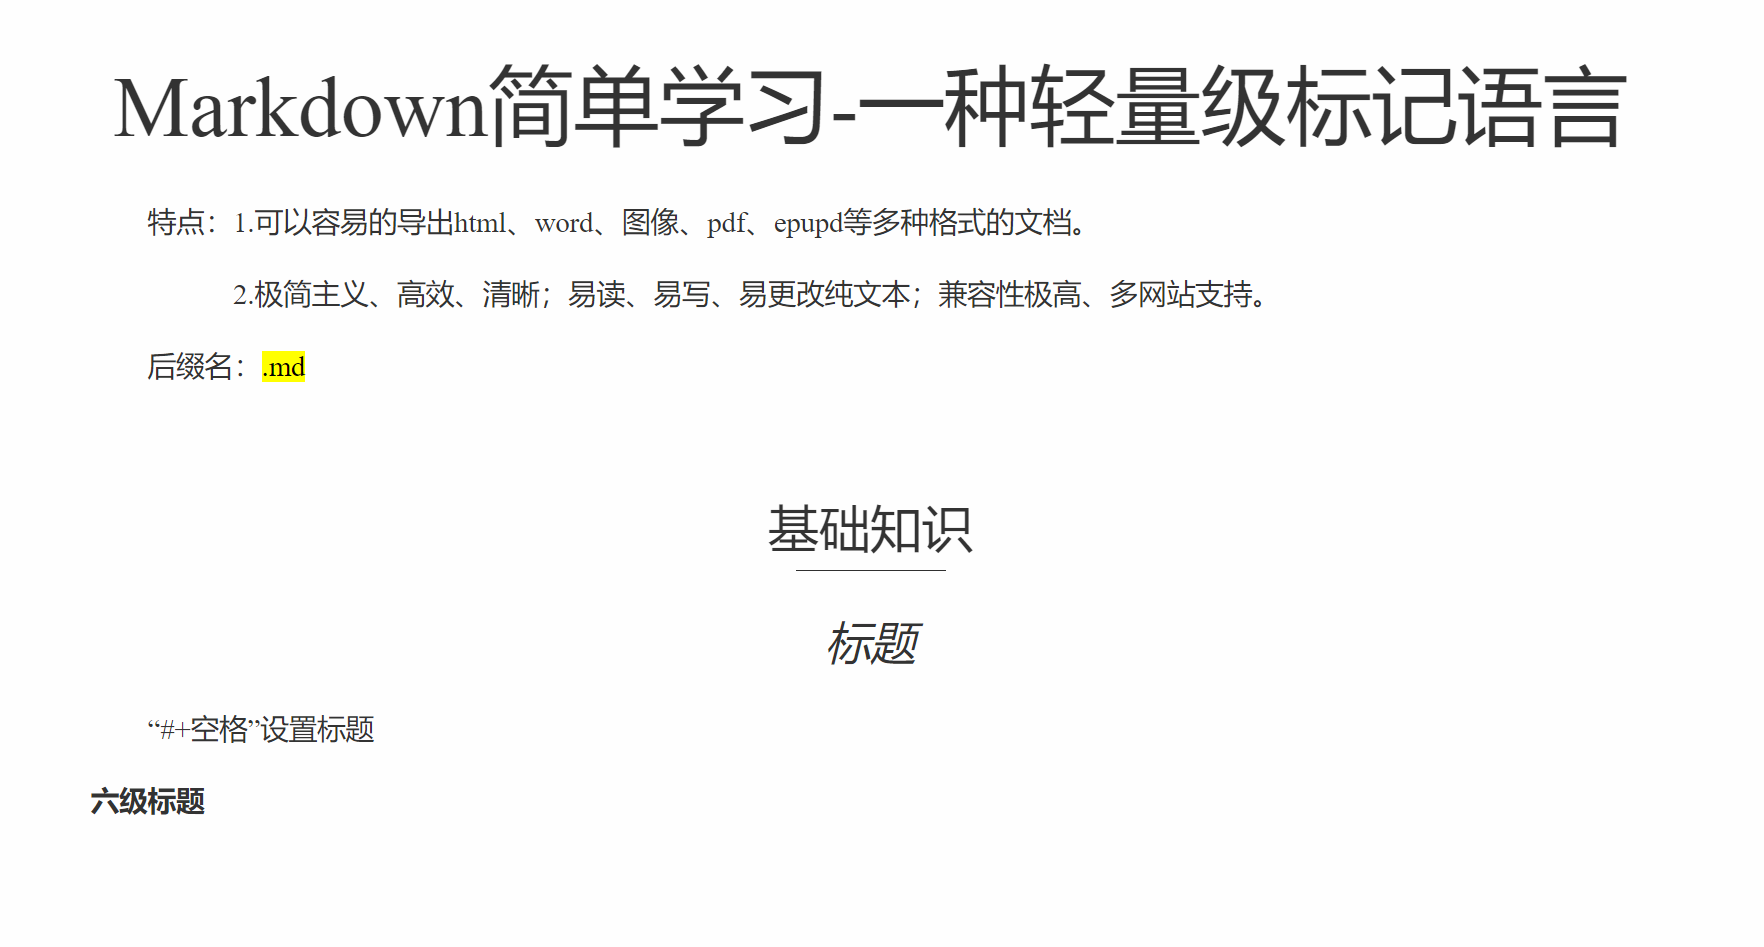 Markdown简单学习-一种轻量级标记语言
特点：1.可以容易的导出html、word、图像、pdf、epupd等多种格式的文档。
2.极简主义、高效、清晰；易读、易写、易更改纯文本；兼容性极高、多网站支持。
后缀名：.md
基础知识
标题
“#+空格”设置标题
六级标题